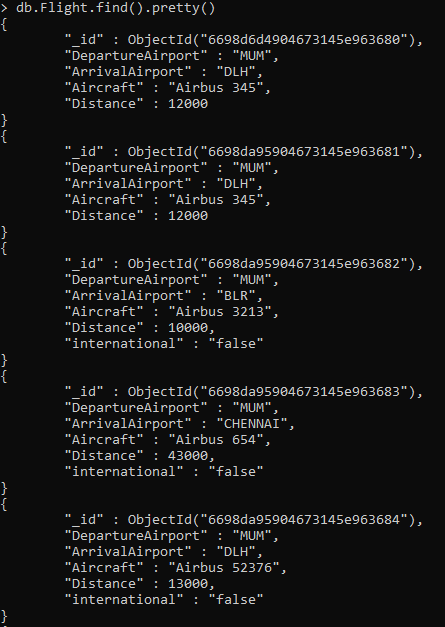 > db.Flight.find().pretty()
{
"_id" : ObjectId("6698d6d4904673145e963680"),
"DepartureAirport" : "MUM",
"ArrivalAirport" : "DLH",
"Aircraft" : "Airbus 345",
"Distance" : 12000
}
{
"_id" : ObjectId("6698da95904673145e963681"),
"DepartureAirport" : "MUM",
"ArrivalAirport" : "DLH",
"Aircraft" : "Airbus 345",
"Distance" : 12000
}
{
"_id" : ObjectId("6698da95904673145e963682"),
"DepartureAirport" : "MUM",
"ArrivalAirport" : "BLR",
"Aircraft" : "Airbus 3213",
"Distance" : 10000,
"international" : "false"
}
{
"_id" : ObjectId("6698da95904673145e963683"),
"DepartureAirport" : "MUM",
"ArrivalAirport" : "CHENNAI",
"Aircraft" : "Airbus 654",
"Distance" : 43000,
"international" : "false"
}
{
"_id" : ObjectId("6698da95904673145e963684"),
"DepartureAirport" : "MUM",
"ArrivalAirport" : "DLH",
"Aircraft" : "Airbus 52376",
"Distance" : 13000,
"international" : "false"
}